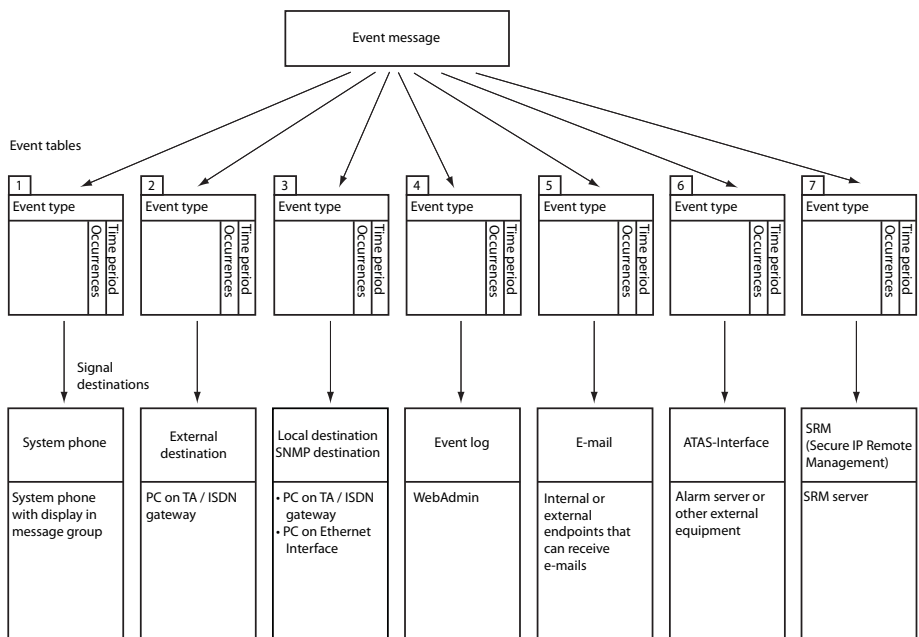 Event message
Event tables
1
Event type
Occurrences
Time period
2
Event type
Occurrences
Time period
3
Event type
Occurrences
Time period
4
Event type
Occurrences
Time period
5
Event type
Occurrences
Time period
6
Event type
Occurrences
Time period
7
Event type
Occurrences
Time period
Signal
destinations
System phone
System phone
with display in
message group
External
destination
PC on TA / ISDN
gateway
Local destination
SNMP destination
• PC on TA / ISDN
gateway
• PC on Ethernet
Interface
Event log
WebAdmin
E-mail
Internal or
external
endpoints that
can receive
e-mails
ATAS-Interface
Alarm server or
other external
equipment
SRM
(Secure IP Remote
Management)
SRM server